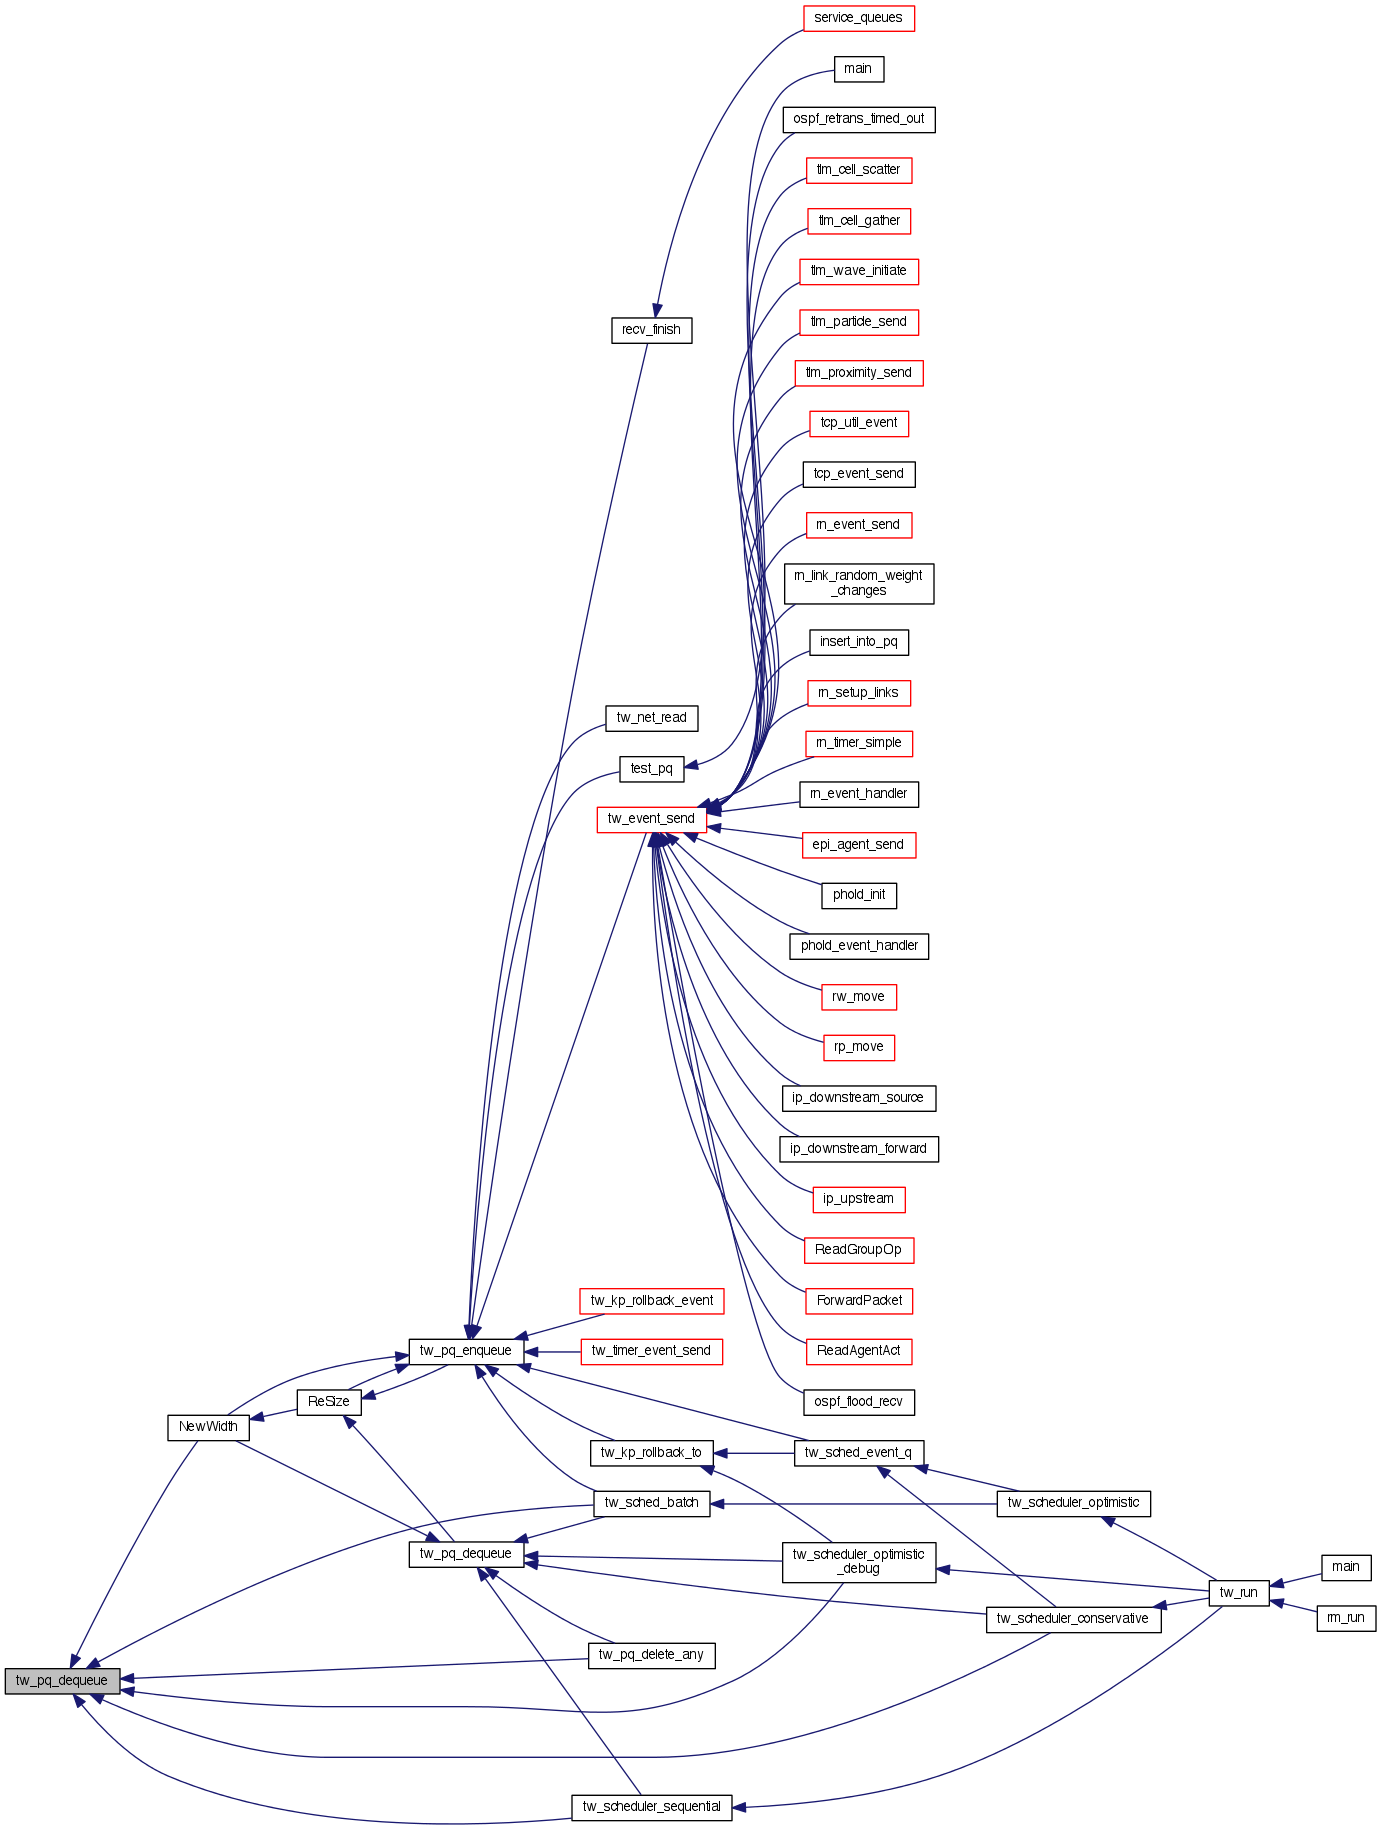 service_queues
main
ospf_retrans_timed_out
tlm_cell_scatter
tlm_cell_gather
tlm_wave_initiate
tlm_particle_send
recv_finish
tlm_proximity_send
tcp_util_event
tcp_event_send
rn_event_send
rn_link_random_weight
_changes
insert_into_pq
rn_setup_links
tw_net_read
rn_timer_simple
test_pq
rn_event_handler
tw_event_send
epi_agent_send
phold_init
phold_event_handler
rw_move
rp_move
ip_downstream_source
ip_downstream_forward
ip_upstream
ReadGroupOp
tw_kp_rollback_event
ForwardPacket
tw_pq_enqueue
tw_timer_event_send
ReadAgentAct
ReSize
ospf_flood_recv
NewWidth
tw_kp_rollback_to
tw_sched_event_q
tw_sched_batch
tw_scheduler_optimistic
tw_pq_dequeue
tw_scheduler_optimistic
_debug
main
tw_run
tw_scheduler_conservative
rm_run
tw_pq_delete_any
tw_pq_dequeue
tw_scheduler_sequential